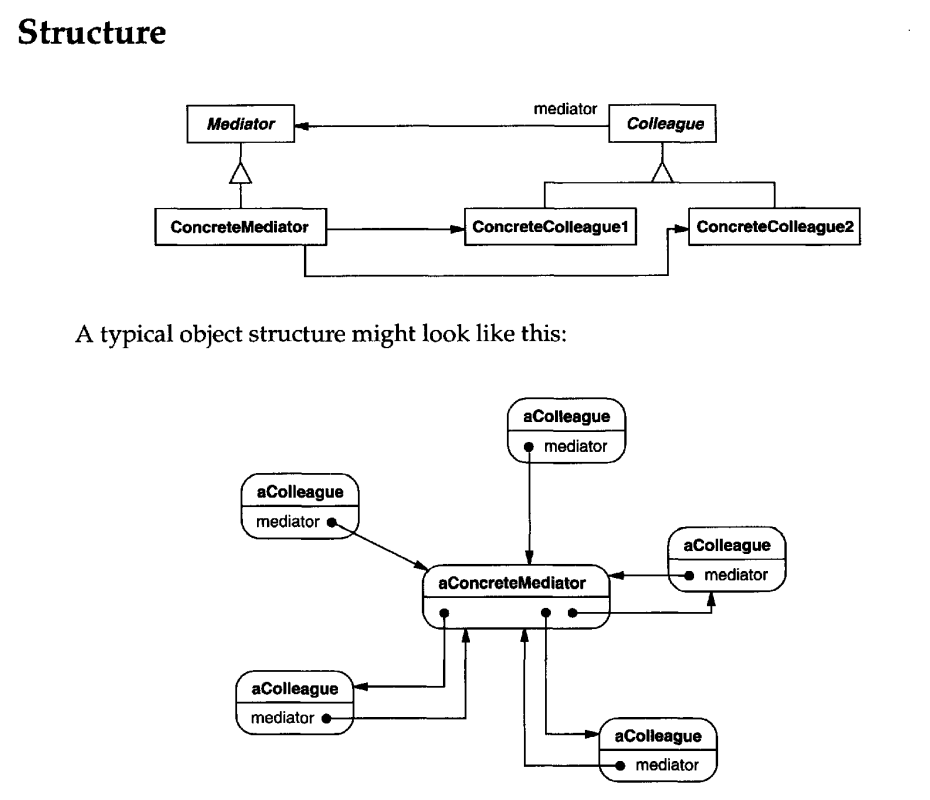 Structure
mediator
Mediator
Colleague
ConcreteMediator
ConcreteColleague1
ConcreteColleague2
A typical object structure might look like this:
aColleague
mediator
aColleague
mediator
aColleague
mediator
aConcreteMediator
aColleague
mediator
aColleague
mediator